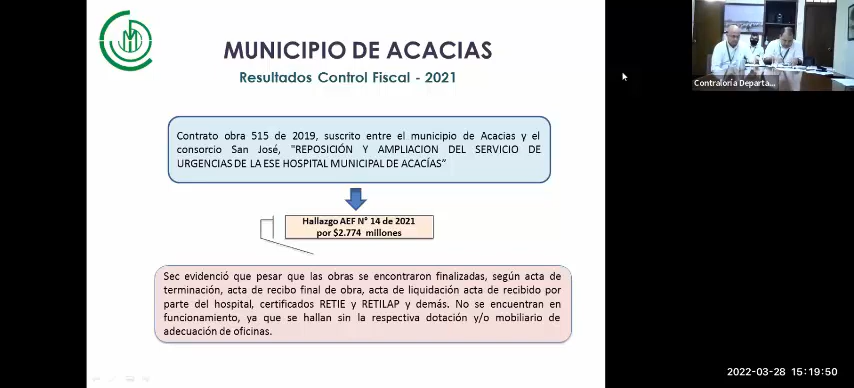 MUNICIPIO DE ACACIAS
Resultados Control Fiscal - 2021
Contrato obra 515 de 2019, suscrito entre el municipio de Acacias y el
consorcio San José, "REPOSICIÓN Y AMPLIACION DEL SERVICIO DE
URGENCIAS DE LA ESE HOSPITAL MUNICIPAL DE ACACÍAS"
Hallazgo AEF N° 14 de 2021
por $2.774 millones
Sec evidenció que pesar que las obras se encontraron finalizadas, según acta de
terminación, acta de recibo final de obra, acta de liquidación acta de recibido por
parte del hospital, certificados RETIE y RETILAP y demás. No se encuentran en
funcionamiento, ya que se hallan sin la respectiva dotación y/o mobiliario de
adecuación de oficinas.
Contraloría Departa...
2022-03-28 15:19:50